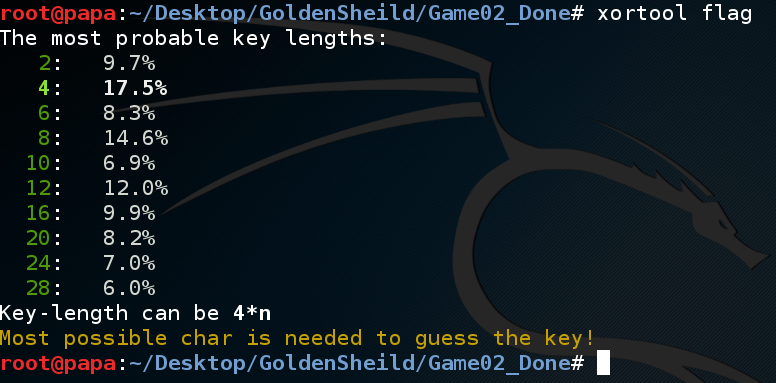 root@papa:~/Desktop/GoldenSheild/Game02_Done# xortool flag
The most probable key lengths:
2: 9.7%
4: 17.5%
6: 8.3%
8: 14.6%
10: 6.9%
12: 12.0%
16: 9.9%
20: 8.2%
24: 7.0%
28: 6.0%
Key-length can be 4*n
Most possible char is needed to guess the key!
root@papa:~/Desktop/GoldenSheild/Game02_Done#